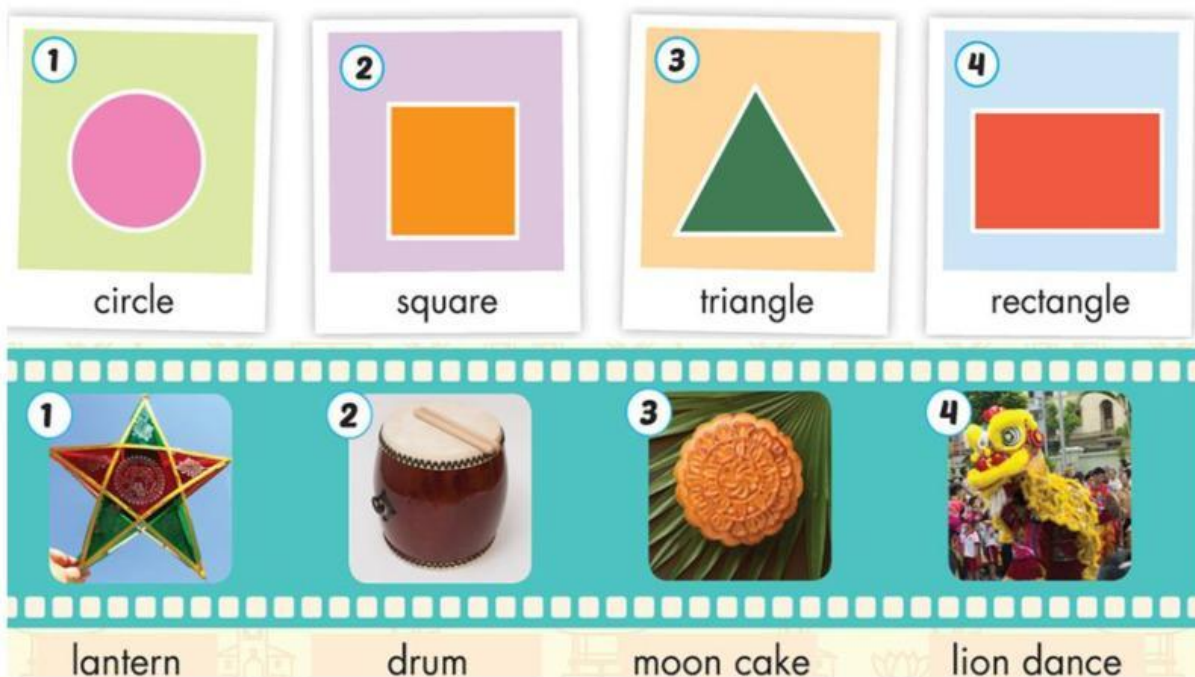 1 2 3 4
circle square triangle rectangle
1 2 3 4
lantern drum moon cake lion dance